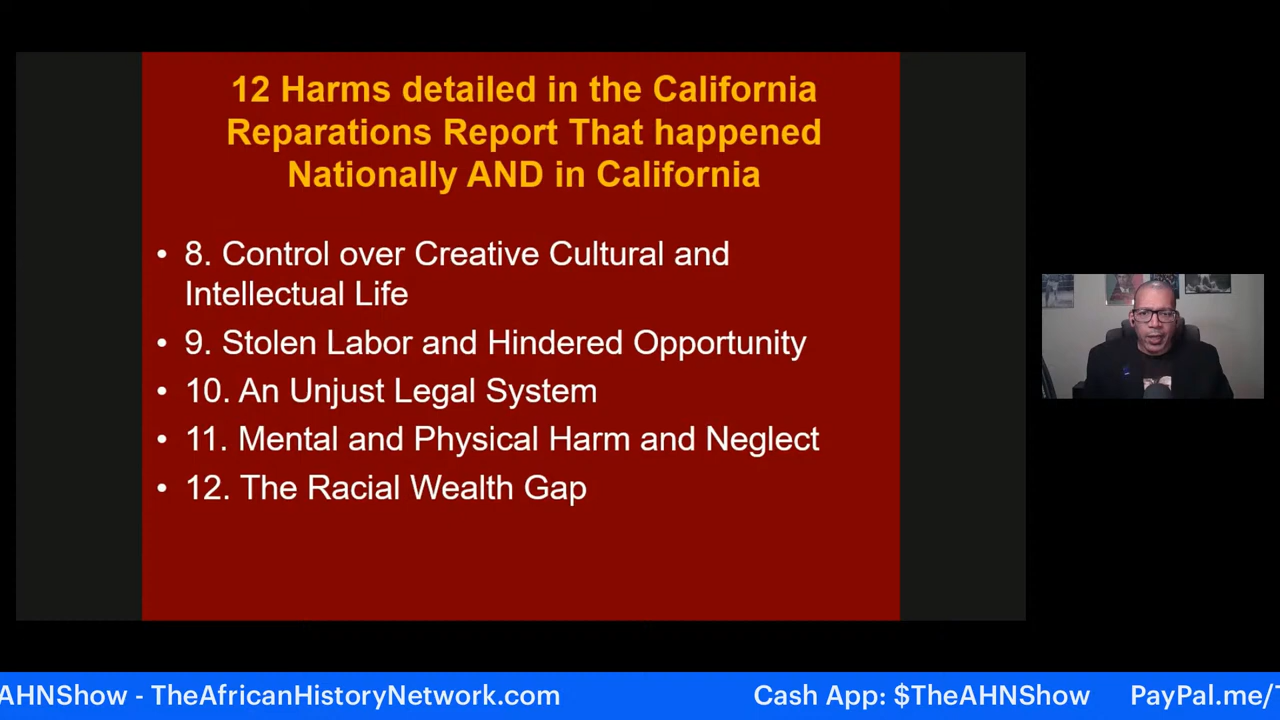 12 Harms detailed in the California
Reparations Report That happened
Nationally AND in California
• 8. Control over Creative Cultural and
Intellectual Life
• 9. Stolen Labor and Hindered Opportunity
• 10. An Unjust Legal System
• 11. Mental and Physical Harm and Neglect
• 12. The Racial Wealth Gap
AHNShow - TheAfricanHistoryNetwork.com Cash App: $TheAHNShow PayPal.me/T